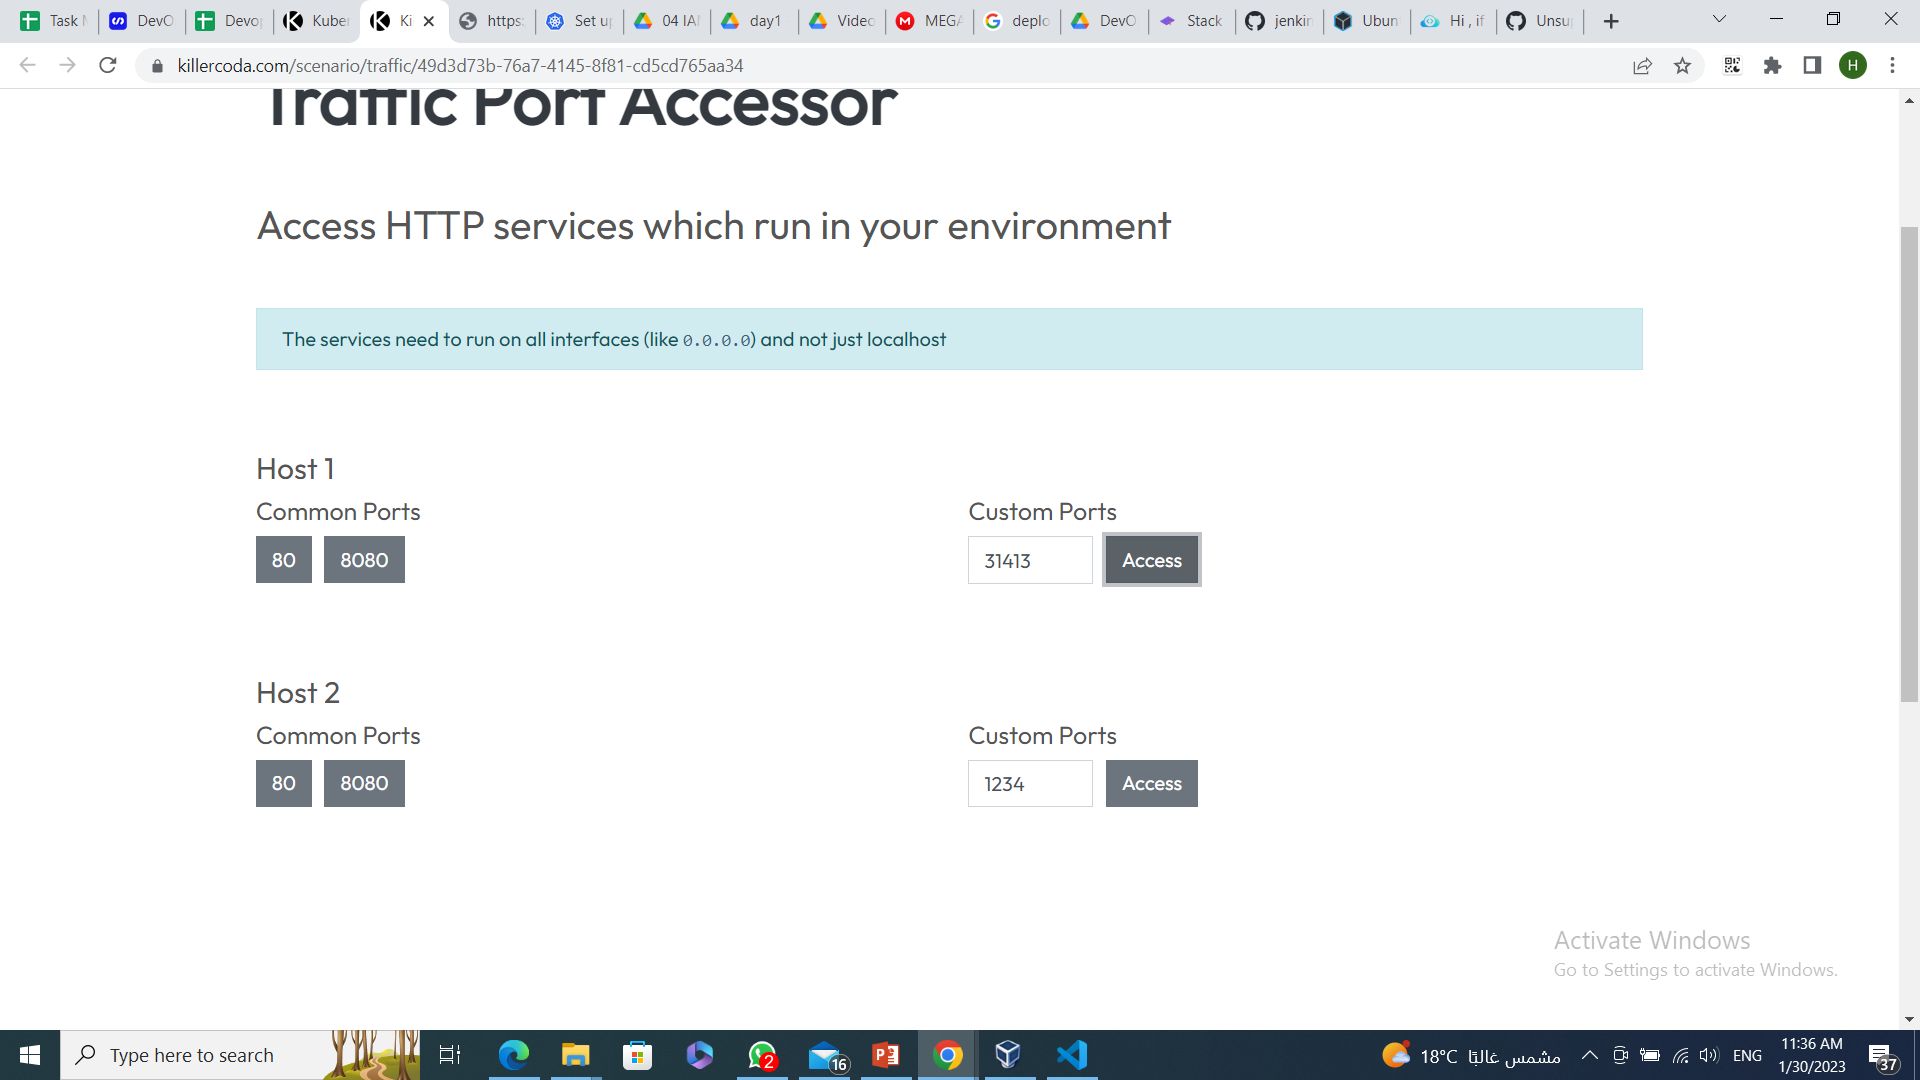 Task M
DevO
Devop
Kuber
Ki
https:
Set up
04 IAM
day1
Video
MEGA
deplo
DevO
Stack
jenkin
Ubun
Hi , if
Unsup
killercoda.com/scenario/traffic/49d3d73b-76a7-4145-8f81-cd5cd765aa34
H
Traffic Port Accessor
Access HTTP services which run in your environment
The services need to run on all interfaces (like 0.0.0.0) and not just localhost
Host 1
Common Ports
Custom Ports
80
8080
31413
Access
Host 2
Common Ports
Custom Ports
80
8080
1234
Access
Activate Windows
Go to Settings to activate Windows.
Type here to search
2
16
18°C مشمس غالبًا
ENG
11:36 AM
1/30/2023
37